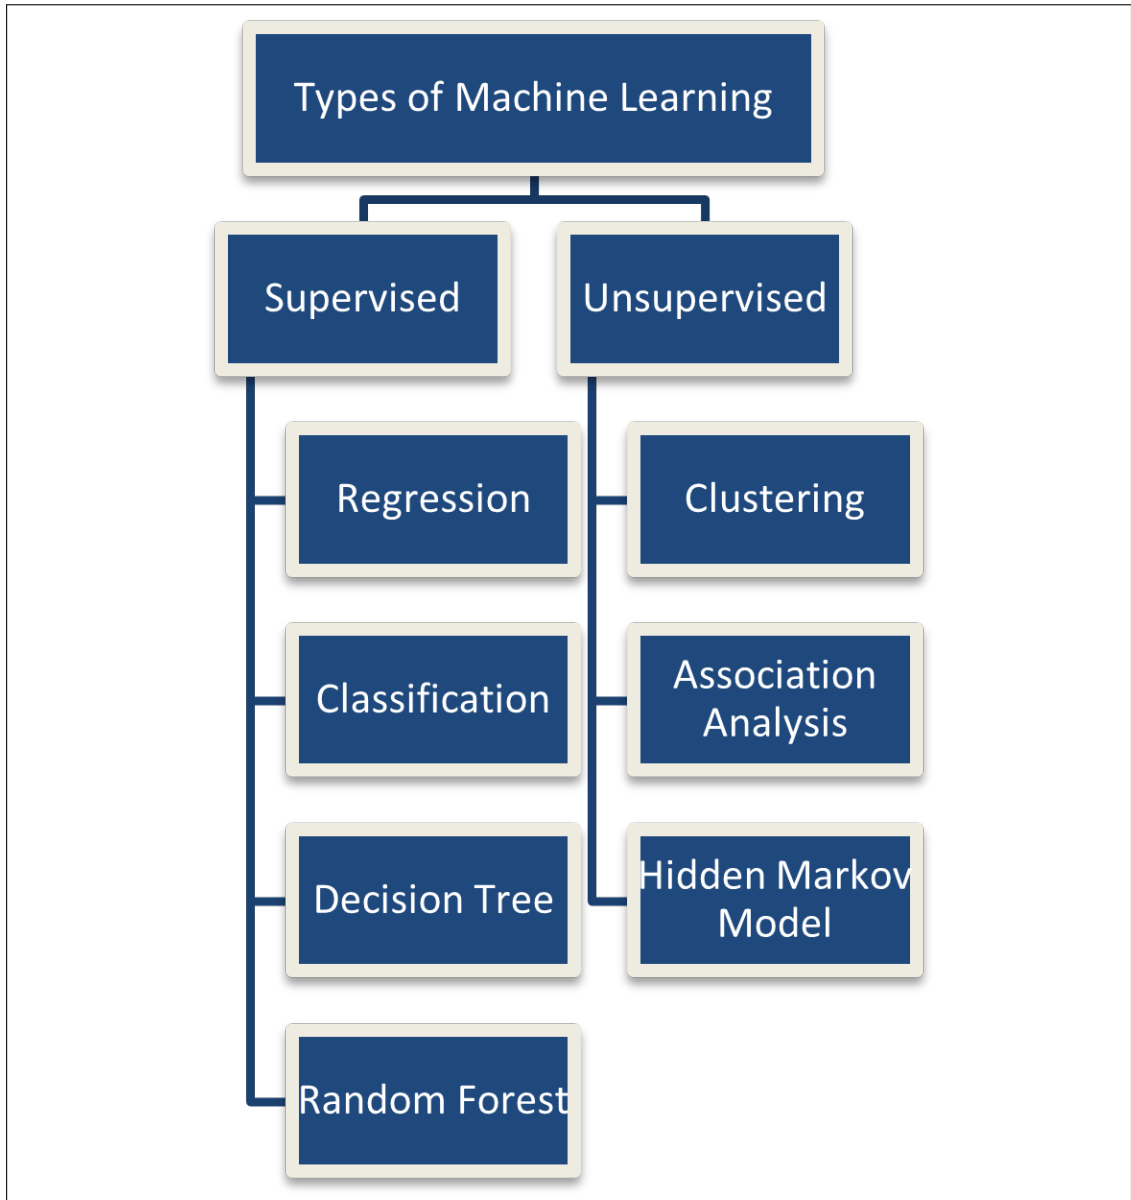 Types of Machine Learning
Supervised
Unsupervised
Regression
Clustering
Classification
Association
Analysis
Decision Tree
Hidden Markov
Model
Random Forest